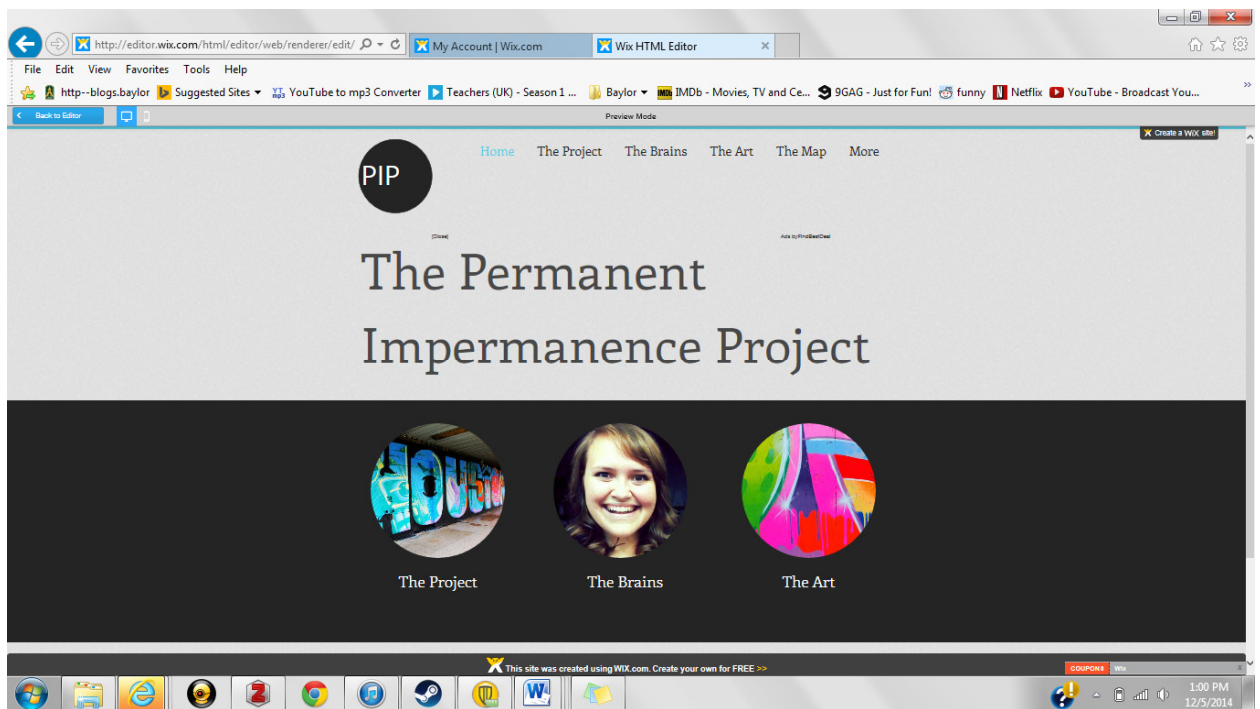 http://editor.wix.com/html/editor/web/renderer/edit/
My Account | Wix.com
Wix HTML Editor
File Edit View Favorites Tools Help
http--blogs.baylor Suggested Sites YouTube to mp3 Converter Teachers (UK) - Season 1 ... Baylor IMDb - Movies, TV and Ce... 9GAG - Just for Fun! funny Netflix YouTube - Broadcast You...
Back to Editor
Preview Mode
Create a WiX site!
PIP
Home The Project The Brains The Art The Map More
[Close] Ads by FindBestDeal
The Permanent
Impermanence Project
HOUSTON
The Project The Brains The Art
This site was created using WIX.com. Create your own for FREE >>
COUPONS Wix
1:00 PM
12/5/2014